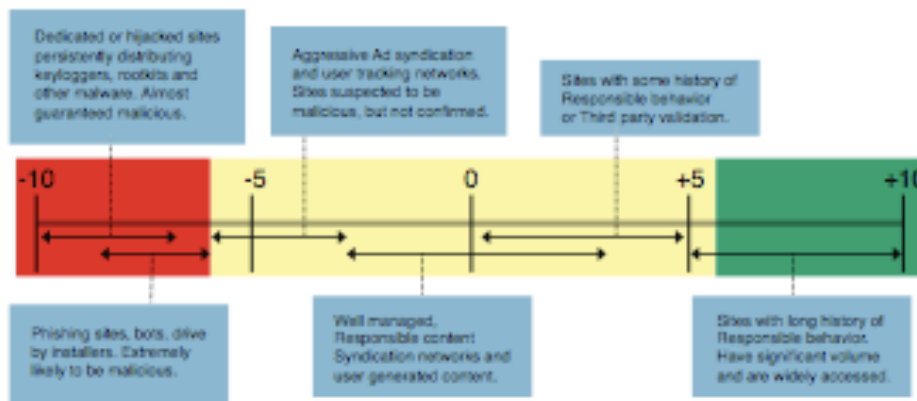 Dedicated or hijacked sites
persistently distributing
keyloggers, rootkits and
other malware. Almost
guaranteed malicious.
Aggressive Ad syndication
and user tracking networks.
Sites suspected to be
malicious, but not confirmed.
Sites with some history of
Responsible behavior
or Third party validation.
-10
-5
0
+5
+10
Phishing sites, bots, drive
by installers. Extremely
likely to be malicious.
Well managed,
Responsible content
Syndication networks and
user generated content.
Sites with long history of
Responsible behavior.
Have significant volume
and are widely accessed.